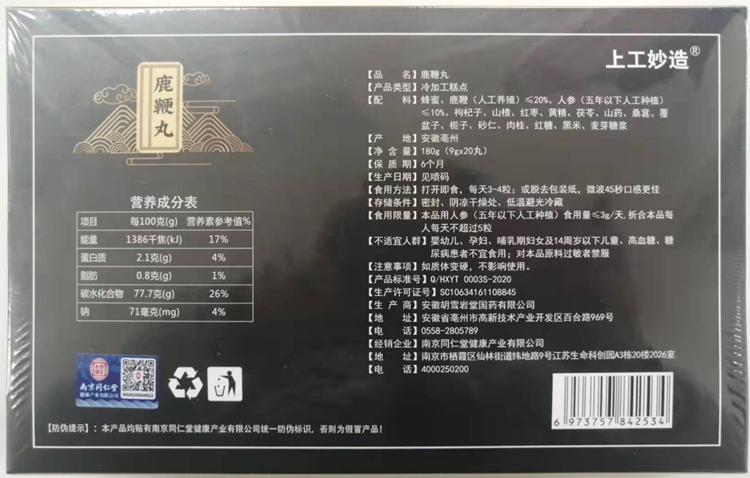 上工妙造®
鹿鞭丸
【品 名】鹿鞭丸
【产品类型】冷加工糕点
【配 料】蜂蜜、鹿鞭（人工养殖）≤20%、人参（五年以下人工种植）
≤10%、枸杞子、山楂、红枣、黄精、茯苓、山药、桑葚、覆
盆子、栀子、砂仁、肉桂、红糖、黑米、麦芽糖浆
【产 地】安徽亳州
【净 含 量】180g（9gx20丸）
【保 质 期】6个月
【生产日期】见喷码
【食用方法】打开即食，每天3-4粒；或脱去包装纸，微波45秒口感更佳
【存储条件】密封、阴凉干燥处、低温避光冷藏
【食用限量】本品用人参（五年以下人工种植）食用量≤3g/天，折合本品每
人每天不超过5粒
【不适宜人群】婴幼儿、孕妇、哺乳期妇女及14周岁以下儿童、高血糖、糖
尿病患者不宜食用；对本品原料过敏者禁服
【注意事项】如质体变硬，不影响使用。
【产品标准号】Q/HXYT 0003S-2020
【生产许可证号】SC10634161108845
【生 产 商】安徽胡雪岩堂国药有限公司
【地 址】安徽省亳州市高新技术产业开发区百合路969号
【电 话】0558-2805789
【经销企业】南京同仁堂健康产业有限公司
【地 址】南京市栖霞区仙林街道纬地路9号江苏生命科创园A3栋20楼2026室
【电 话】4000250200
营养成分表
项目 每100克(g) 营养素参考值%
能量 1386千焦(kJ) 17%
蛋白质 2.1克(g) 4%
脂肪 0.8克(g) 1%
碳水化合物 77.7克(g) 26%
钠 71毫克(mg) 4%
南京同仁堂
健康产业有限公司
6 973757 842534
【防伪提示】：本产品均贴有南京同仁堂健康产业有限公司统一防伪标识，否则为假冒产品！